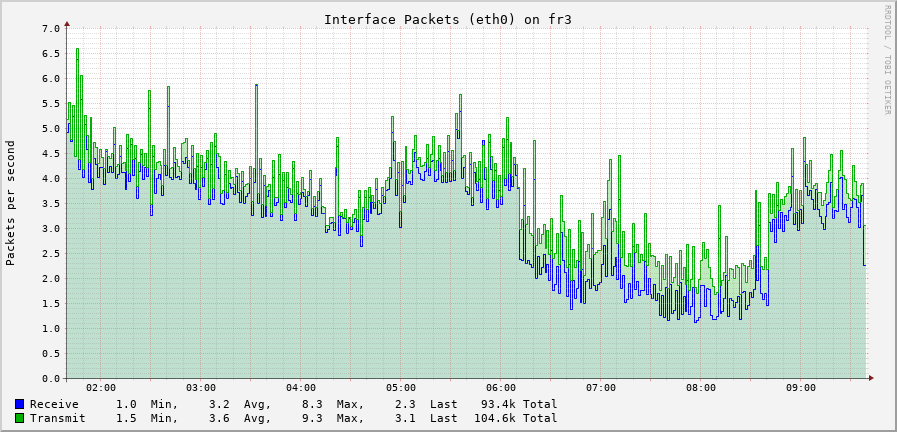 Interface Packets (eth0) on fr3
RRDTOOL / TOBI OETIKER
Packets per second
7.0
6.5
6.0
5.5
5.0
4.5
4.0
3.5
3.0
2.5
2.0
1.5
1.0
0.5
0.0
02:00 03:00 04:00 05:00 06:00 07:00 08:00 09:00
Receive 1.0 Min, 3.2 Avg, 8.3 Max, 2.3 Last 93.4k Total
Transmit 1.5 Min, 3.6 Avg, 9.3 Max, 3.1 Last 104.6k Total